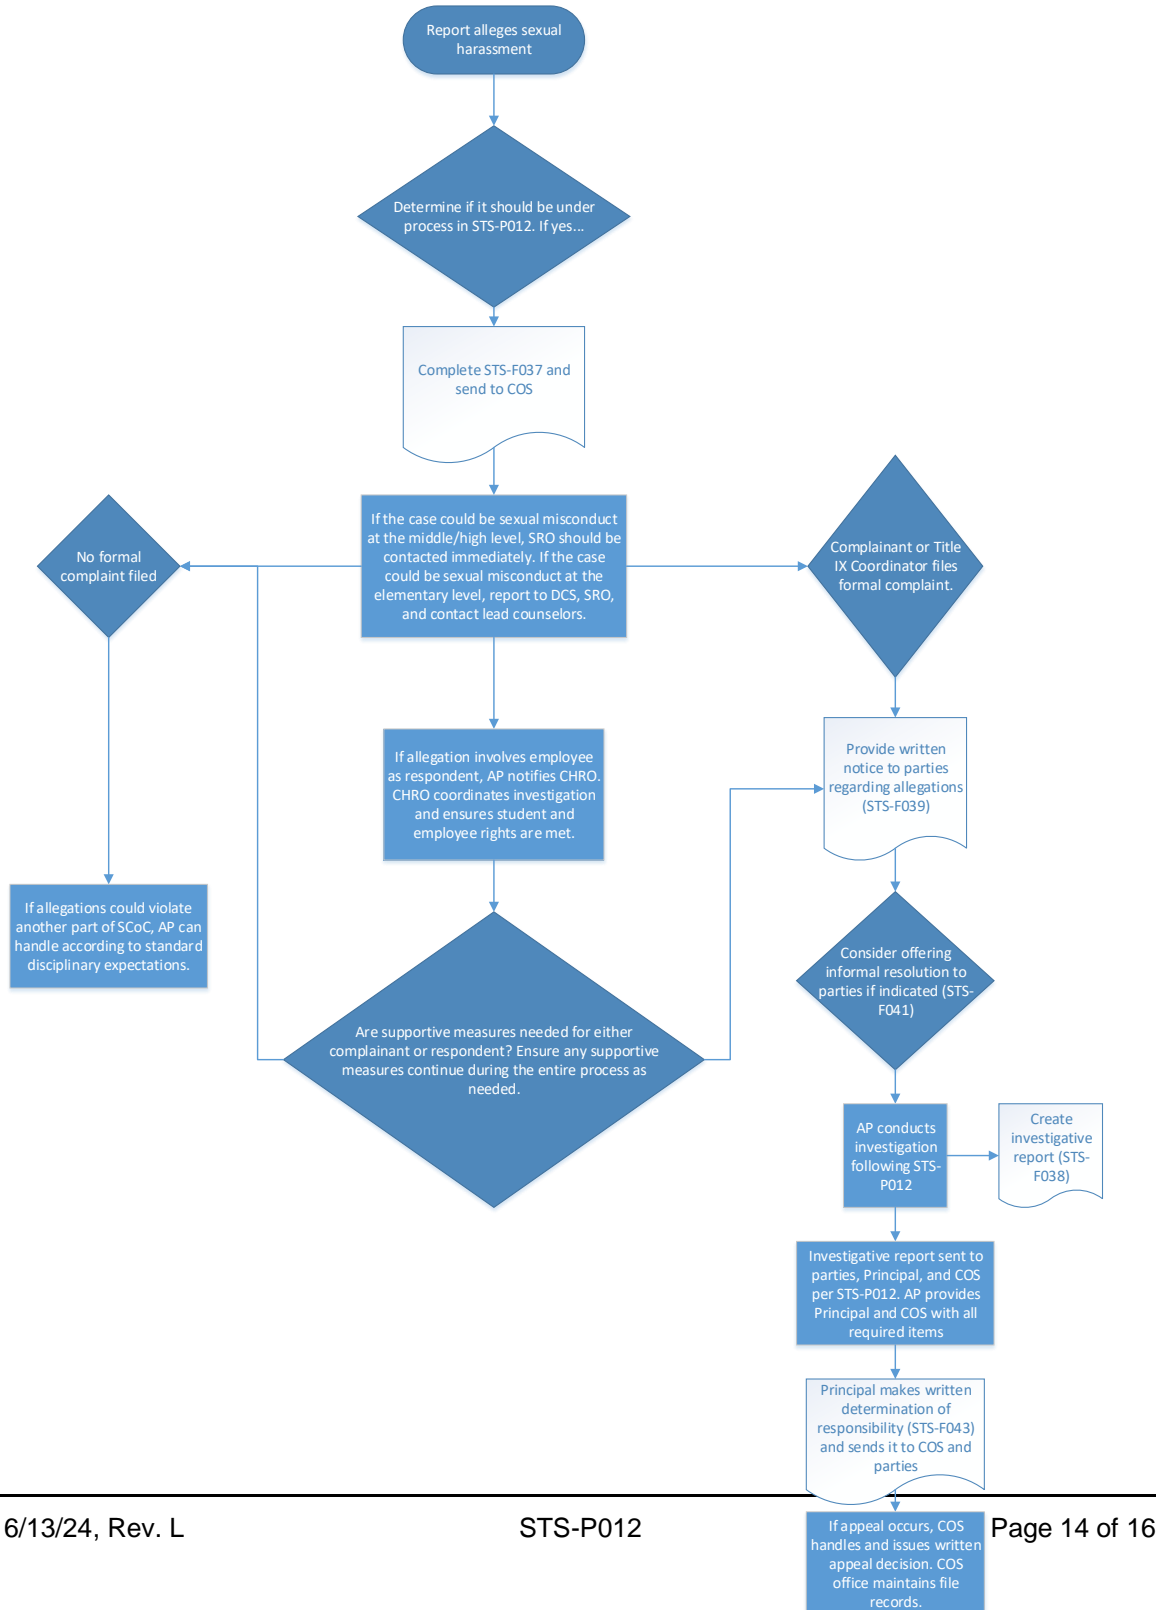 Report alleges sexual
harassment
Determine if it should be under
process in STS-P012. If yes...
Complete STS-F037 and
send to COS
If the case could be sexual misconduct
at the middle/high level, SRO should be
contacted immediately. If the case
could be sexual misconduct at the
elementary level, report to DCS, SRO,
and contact lead counselors.
No formal
complaint filed
Complainant or Title
IX Coordinator files
formal complaint.
If allegation involves employee
as respondent, AP notifies CHRO.
CHRO coordinates investigation
and ensures student and
employee rights are met.
Provide written
notice to parties
regarding allegations
(STS-F039)
If allegations could violate
another part of SCoC, AP can
handle according to standard
disciplinary expectations.
Consider offering
informal resolution to
parties if indicated (STS-
F041)
Are supportive measures needed for either
complainant or respondent? Ensure any supportive
measures continue during the entire process as
needed.
AP conducts
investigation
following STS-
P012
Create
investigative
report (STS-
F038)
Investigative report sent to
parties, Principal, and COS
per STS-P012. AP provides
Principal and COS with all
required items
Principal makes written
determination of
responsibility (STS-F043)
and sends it to COS and
parties
If appeal occurs, COS
handles and issues written
appeal decision. COS
office maintains file
records.
6/13/24, Rev. L
STS-P012
Page 14 of 16